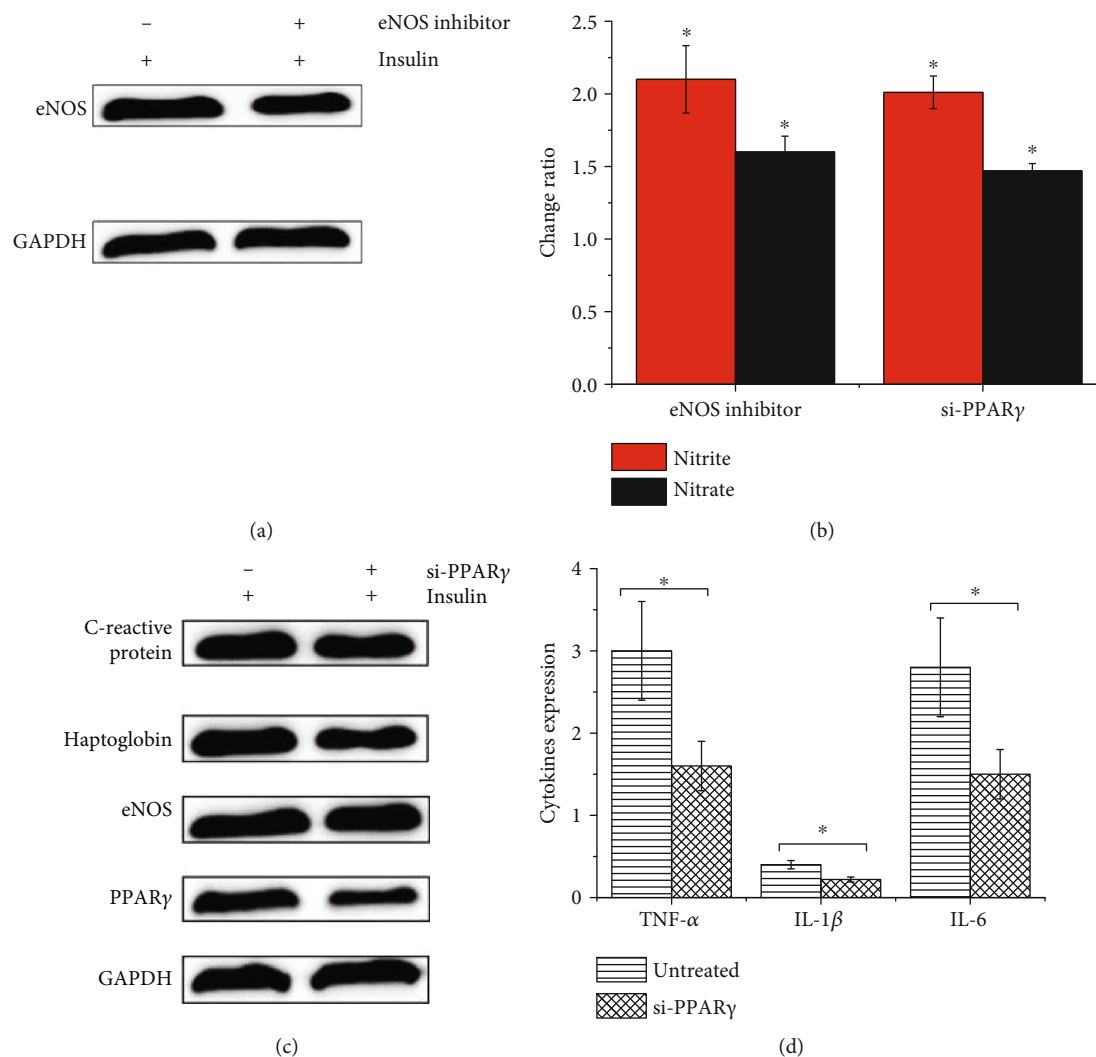 − + eNOS inhibitor
+ + Insulin
eNOS
GAPDH
(a)
2.5
2.0
1.5
1.0
0.5
0.0
Change ratio
* * * *
eNOS inhibitor si-PPARγ
Nitrite
Nitrate
(b)
− + si-PPARγ
+ + Insulin
C-reactive
protein
Haptoglobin
eNOS
PPARγ
GAPDH
(c)
4
3
2
1
0
Cytokines expression
* * *
TNF-α IL-1β IL-6
Untreated
si-PPARγ
(d)